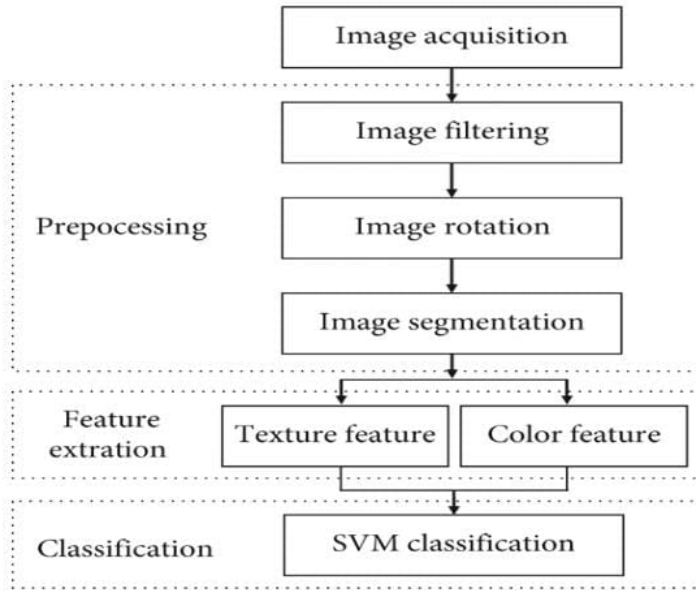 Image acquisition
Image filtering
Prepocessing
Image rotation
Image segmentation
Feature
extration
Texture feature
Color feature
Classification
SVM classification